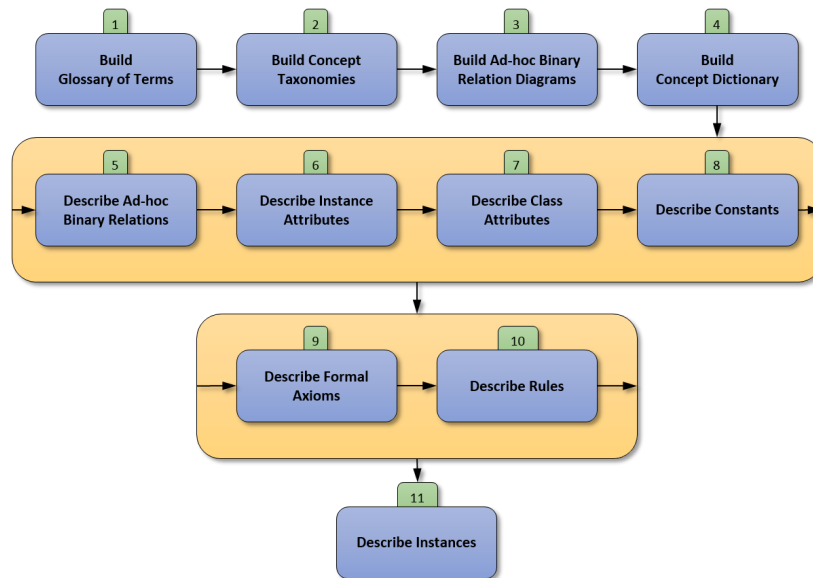 1
Build
Glossary of Terms
2
Build Concept
Taxonomies
3
Build Ad-hoc Binary
Relation Diagrams
4
Build
Concept Dictionary
5
Describe Ad-hoc
Binary Relations
6
Describe Instance
Attributes
7
Describe Class
Attributes
8
Describe Constants
9
Describe Formal
Axioms
10
Describe Rules
11
Describe Instances